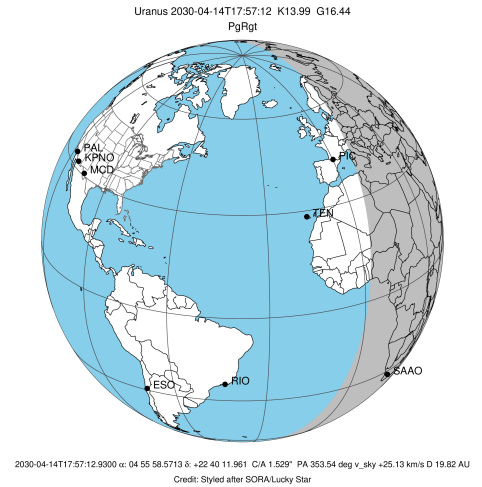 Uranus 2030-04-14T17:57:12 K13.99 G16.44
PgRgt
PAL
KPNO
MCD
PIC
TEN
SAAO
ESO
RIO
2030-04-14T17:57:12.9300 α: 04 55 58.5713 δ: +22 40 11.961 C/A 1.529" PA 353.54 deg v_sky +25.13 km/s D 19.82 AU
Credit: Styled after SORA/Lucky Star